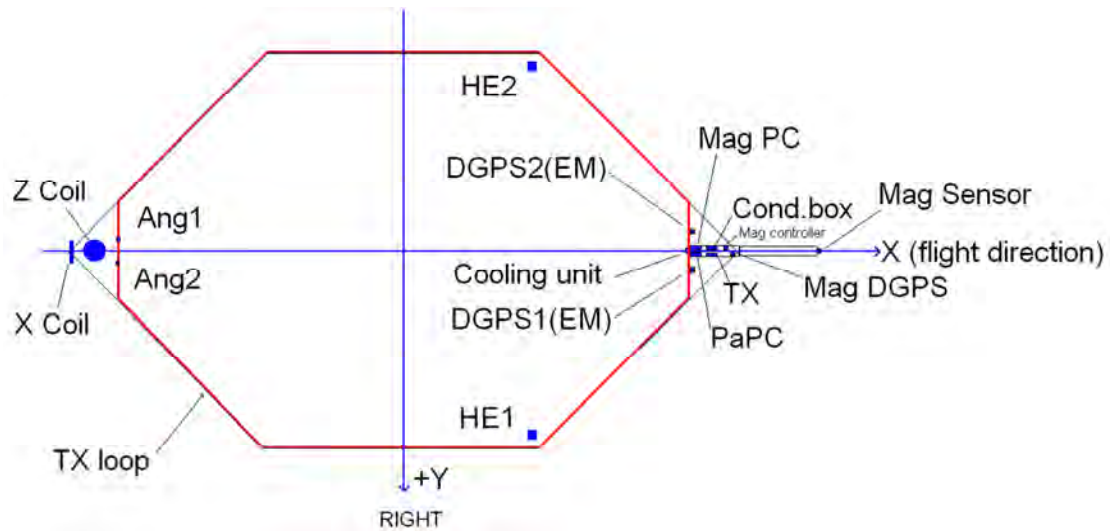 HE2
Mag PC
DGPS2(EM)
Z Coil
Ang1
Cond.box
Mag Sensor
Mag controller
X (flight direction)
Ang2
Cooling unit
TX
Mag DGPS
X Coil
DGPS1(EM)
PaPC
HE1
TX loop
+Y
RIGHT